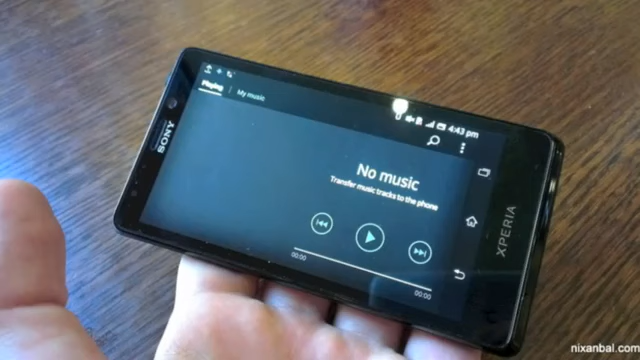 SONY
Playing | My music
4:43 pm
No music
Transfer music tracks to the phone
00:00
00:00
XPERIA
nixanbal.com